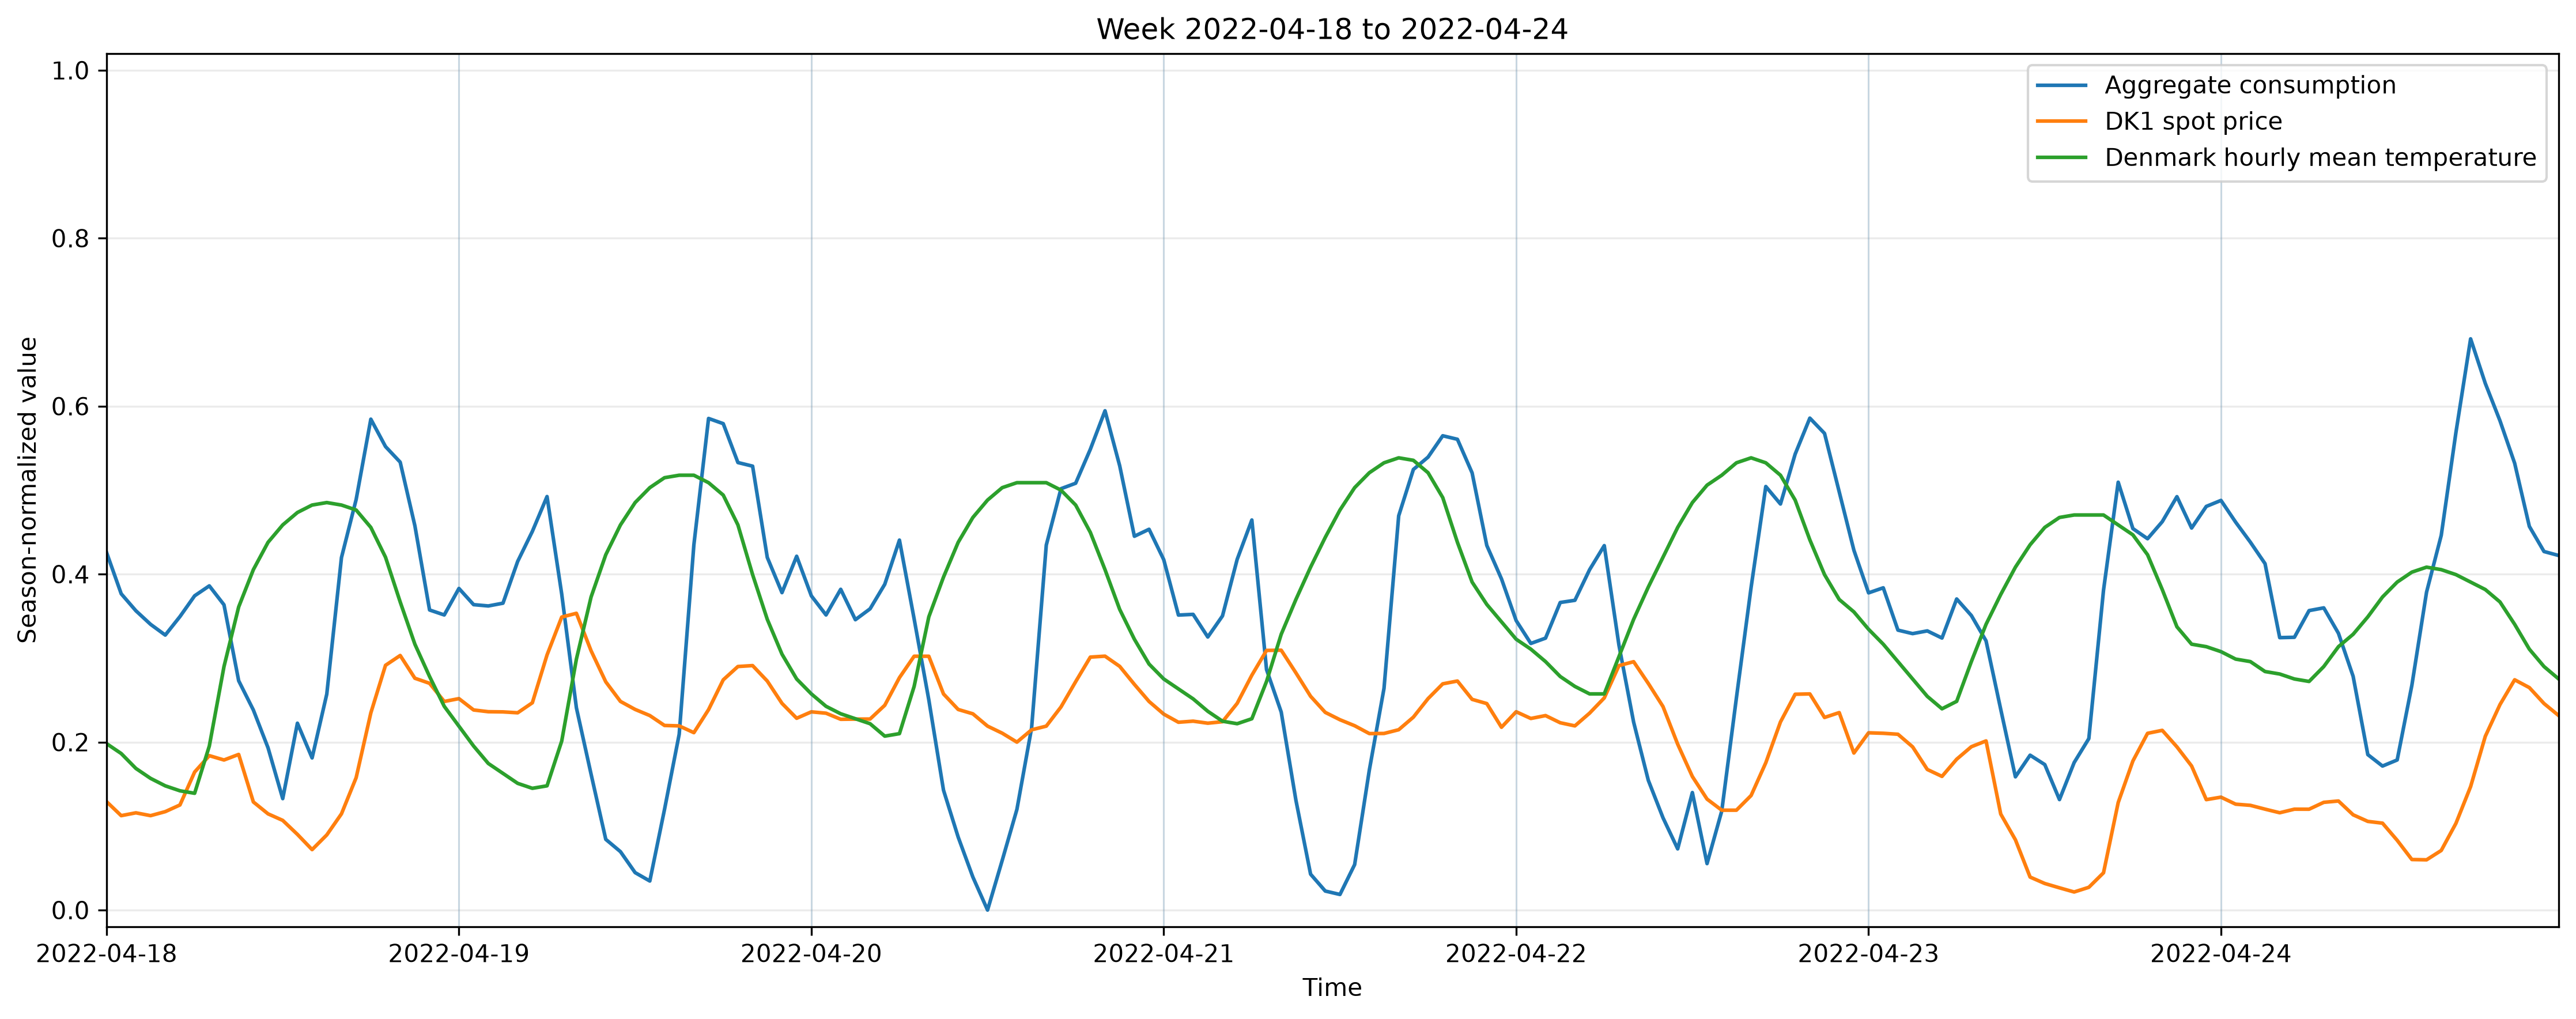 Week 2022-04-18 to 2022-04-24
Aggregate consumption
DK1 spot price
Denmark hourly mean temperature
Season-normalized value
1.0
0.8
0.6
0.4
0.2
0.0
2022-04-18 2022-04-19 2022-04-20 2022-04-21 2022-04-22 2022-04-23 2022-04-24
Time